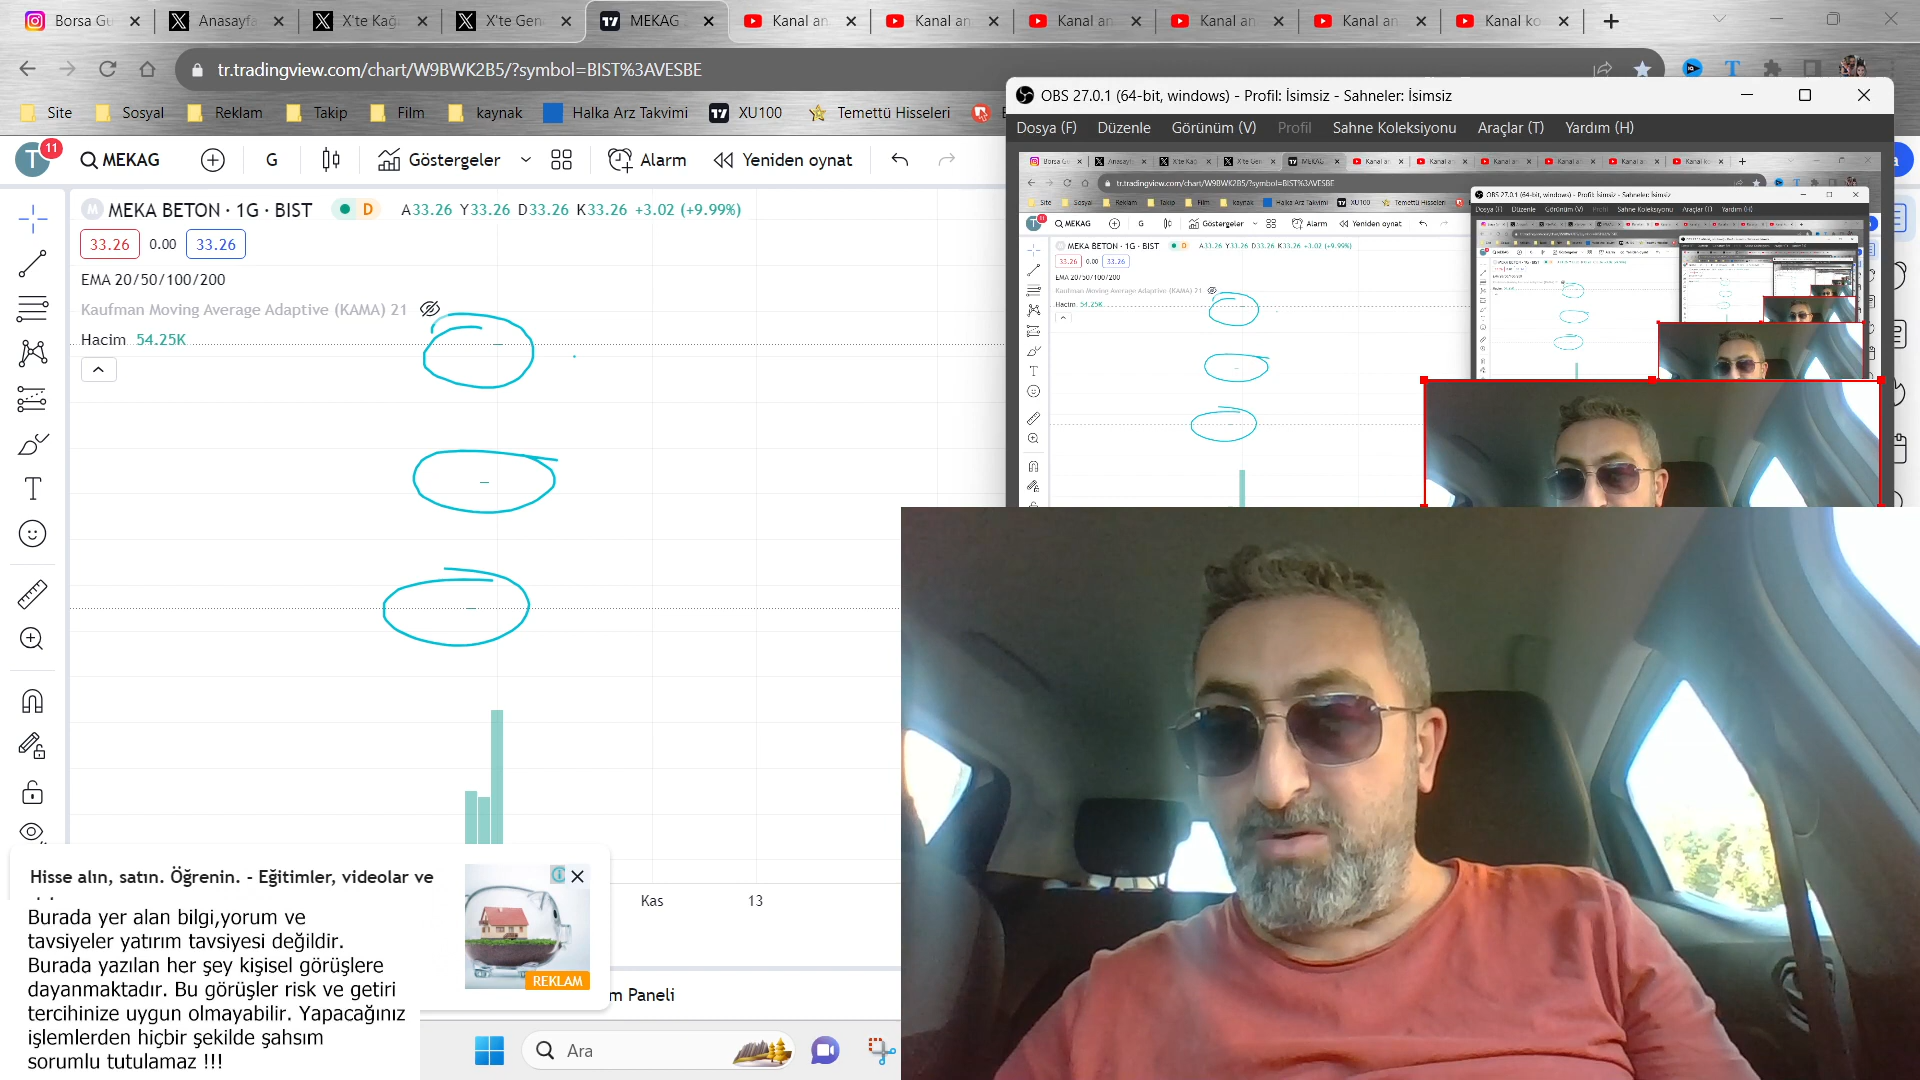 Borsa Gü
Anasayfa
X'te Kağ
X'te Gen
MEKAG
Kanal an
Kanal an
Kanal an
Kanal an
Kanal an
Kanal ko
tr.tradingview.com/chart/W9BWK2B5/?symbol=BIST%3AVESBE
Site
Sosyal
Reklam
Takip
Film
kaynak
Halka Arz Takvimi
XU100
Temettü Hisseleri
OBS 27.0.1 (64-bit, windows) - Profil: İsimsiz - Sahneler: İsimsiz
Dosya (F) Düzenle Görünüm (V) Profil Sahne Koleksiyonu Araçlar (T) Yardım (H)
T 11
MEKAG
G
Göstergeler
Alarm
Yeniden oynat
M MEKA BETON · 1G · BIST D A33.26 Y33.26 D33.26 K33.26 +3.02 (+9.99%)
33.26 0.00 33.26
EMA 20/50/100/200
Kaufman Moving Average Adaptive (KAMA) 21
Hacim 54.25K
Kas 13
Hisse alın, satın. Öğrenin. - Eğitimler, videolar ve
REKLAM
Burada yer alan bilgi,yorum ve
tavsiyeler yatırım tavsiyesi değildir.
Burada yazılan her şey kişisel görüşlere
dayanmaktadır. Bu görüşler risk ve getiri
tercihinize uygun olmayabilir. Yapacağınız
işlemlerden hiçbir şekilde şahsım
sorumlu tutulamaz !!!
m Paneli
Ara